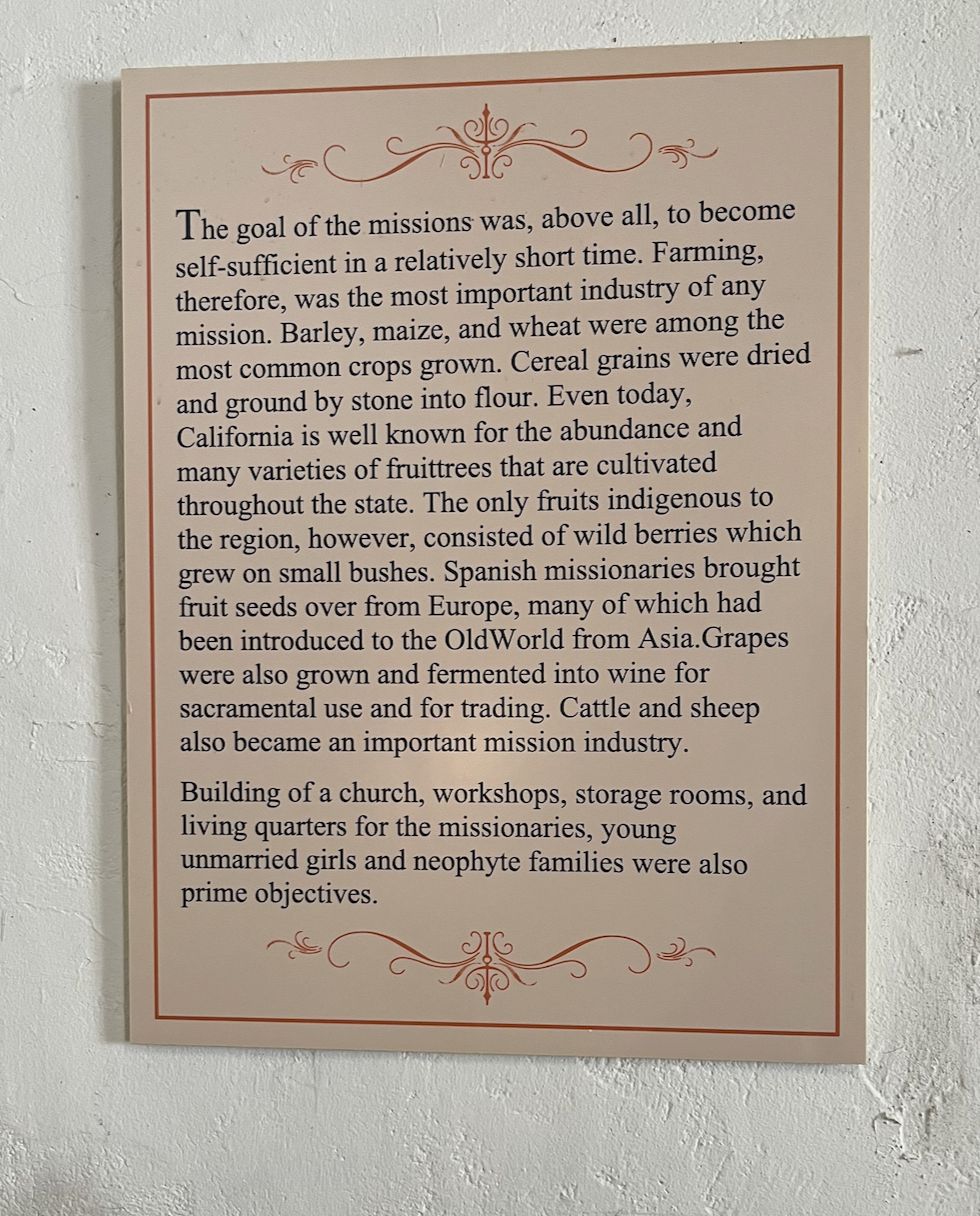 The goal of the missions was, above all, to become
self-sufficient in a relatively short time. Farming,
therefore, was the most important industry of any
mission. Barley, maize, and wheat were among the
most common crops grown. Cereal grains were dried
and ground by stone into flour. Even today,
California is well known for the abundance and
many varieties of fruittrees that are cultivated
throughout the state. The only fruits indigenous to
the region, however, consisted of wild berries which
grew on small bushes. Spanish missionaries brought
fruit seeds over from Europe, many of which had
been introduced to the OldWorld from Asia.Grapes
were also grown and fermented into wine for
sacramental use and for trading. Cattle and sheep
also became an important mission industry.
Building of a church, workshops, storage rooms, and
living quarters for the missionaries, young
unmarried girls and neophyte families were also
prime objectives.